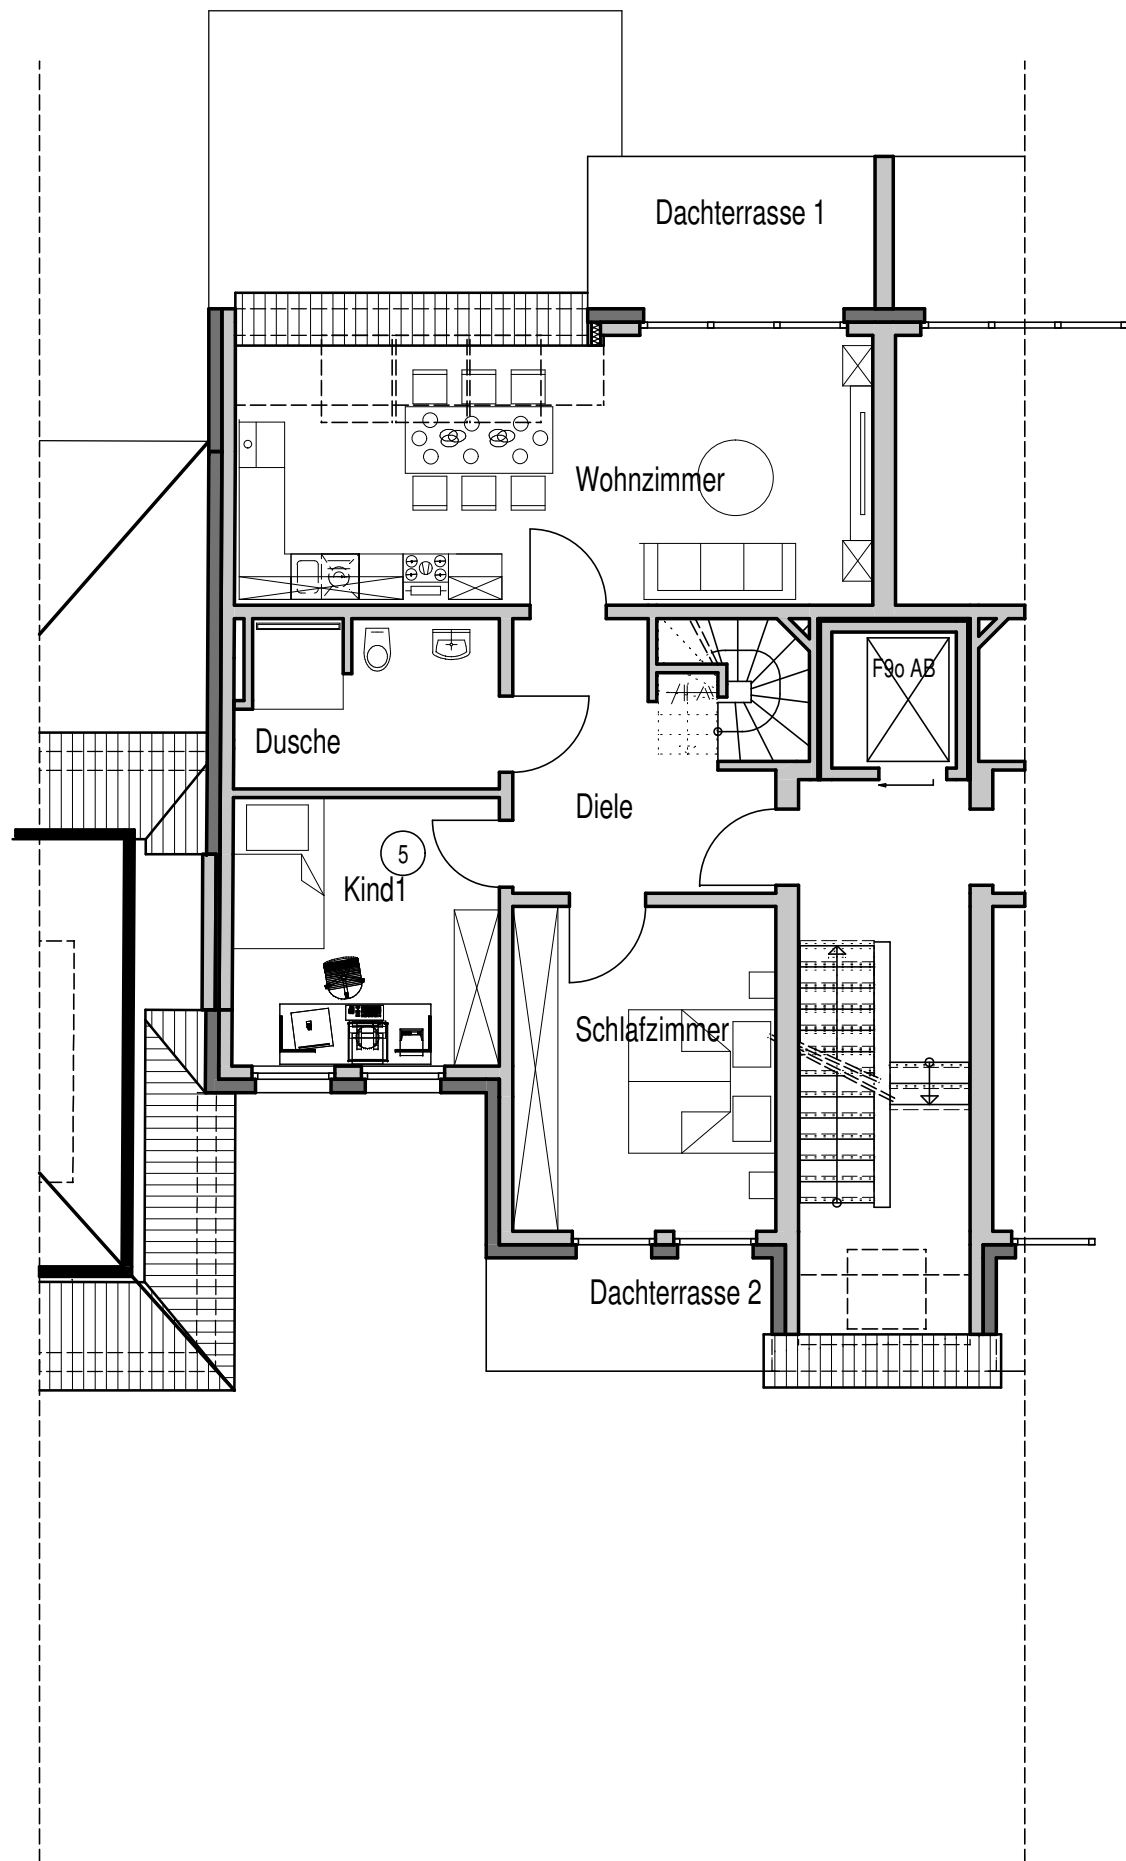 Dachterrasse 1
Wohnzimmer
F9o AB
Dusche
Diele
5
Kind1
Schlafzimmer
Dachterrasse 2